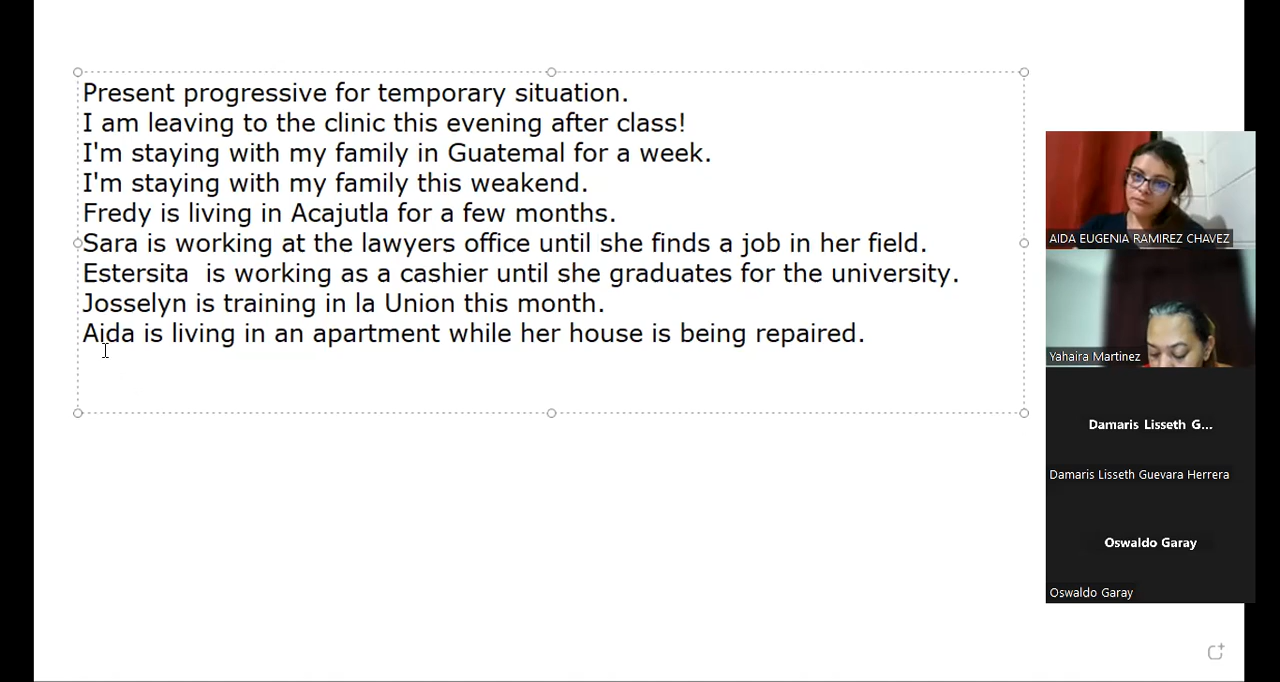 Present progressive for temporary situation.
I am leaving to the clinic this evening after class!
I'm staying with my family in Guatemal for a week.
I'm staying with my family this weakend.
Fredy is living in Acajutla for a few months.
Sara is working at the lawyers office until she finds a job in her field.
Estersita  is working as a cashier until she graduates for the university.
Josselyn is training in la Union this month.
Aida is living in an apartment while her house is being repaired.
AIDA EUGENIA RAMIREZ CHAVEZ
Yahaira Martinez
Damaris Lisseth G...
Damaris Lisseth Guevara Herrera
Oswaldo Garay
Oswaldo Garay